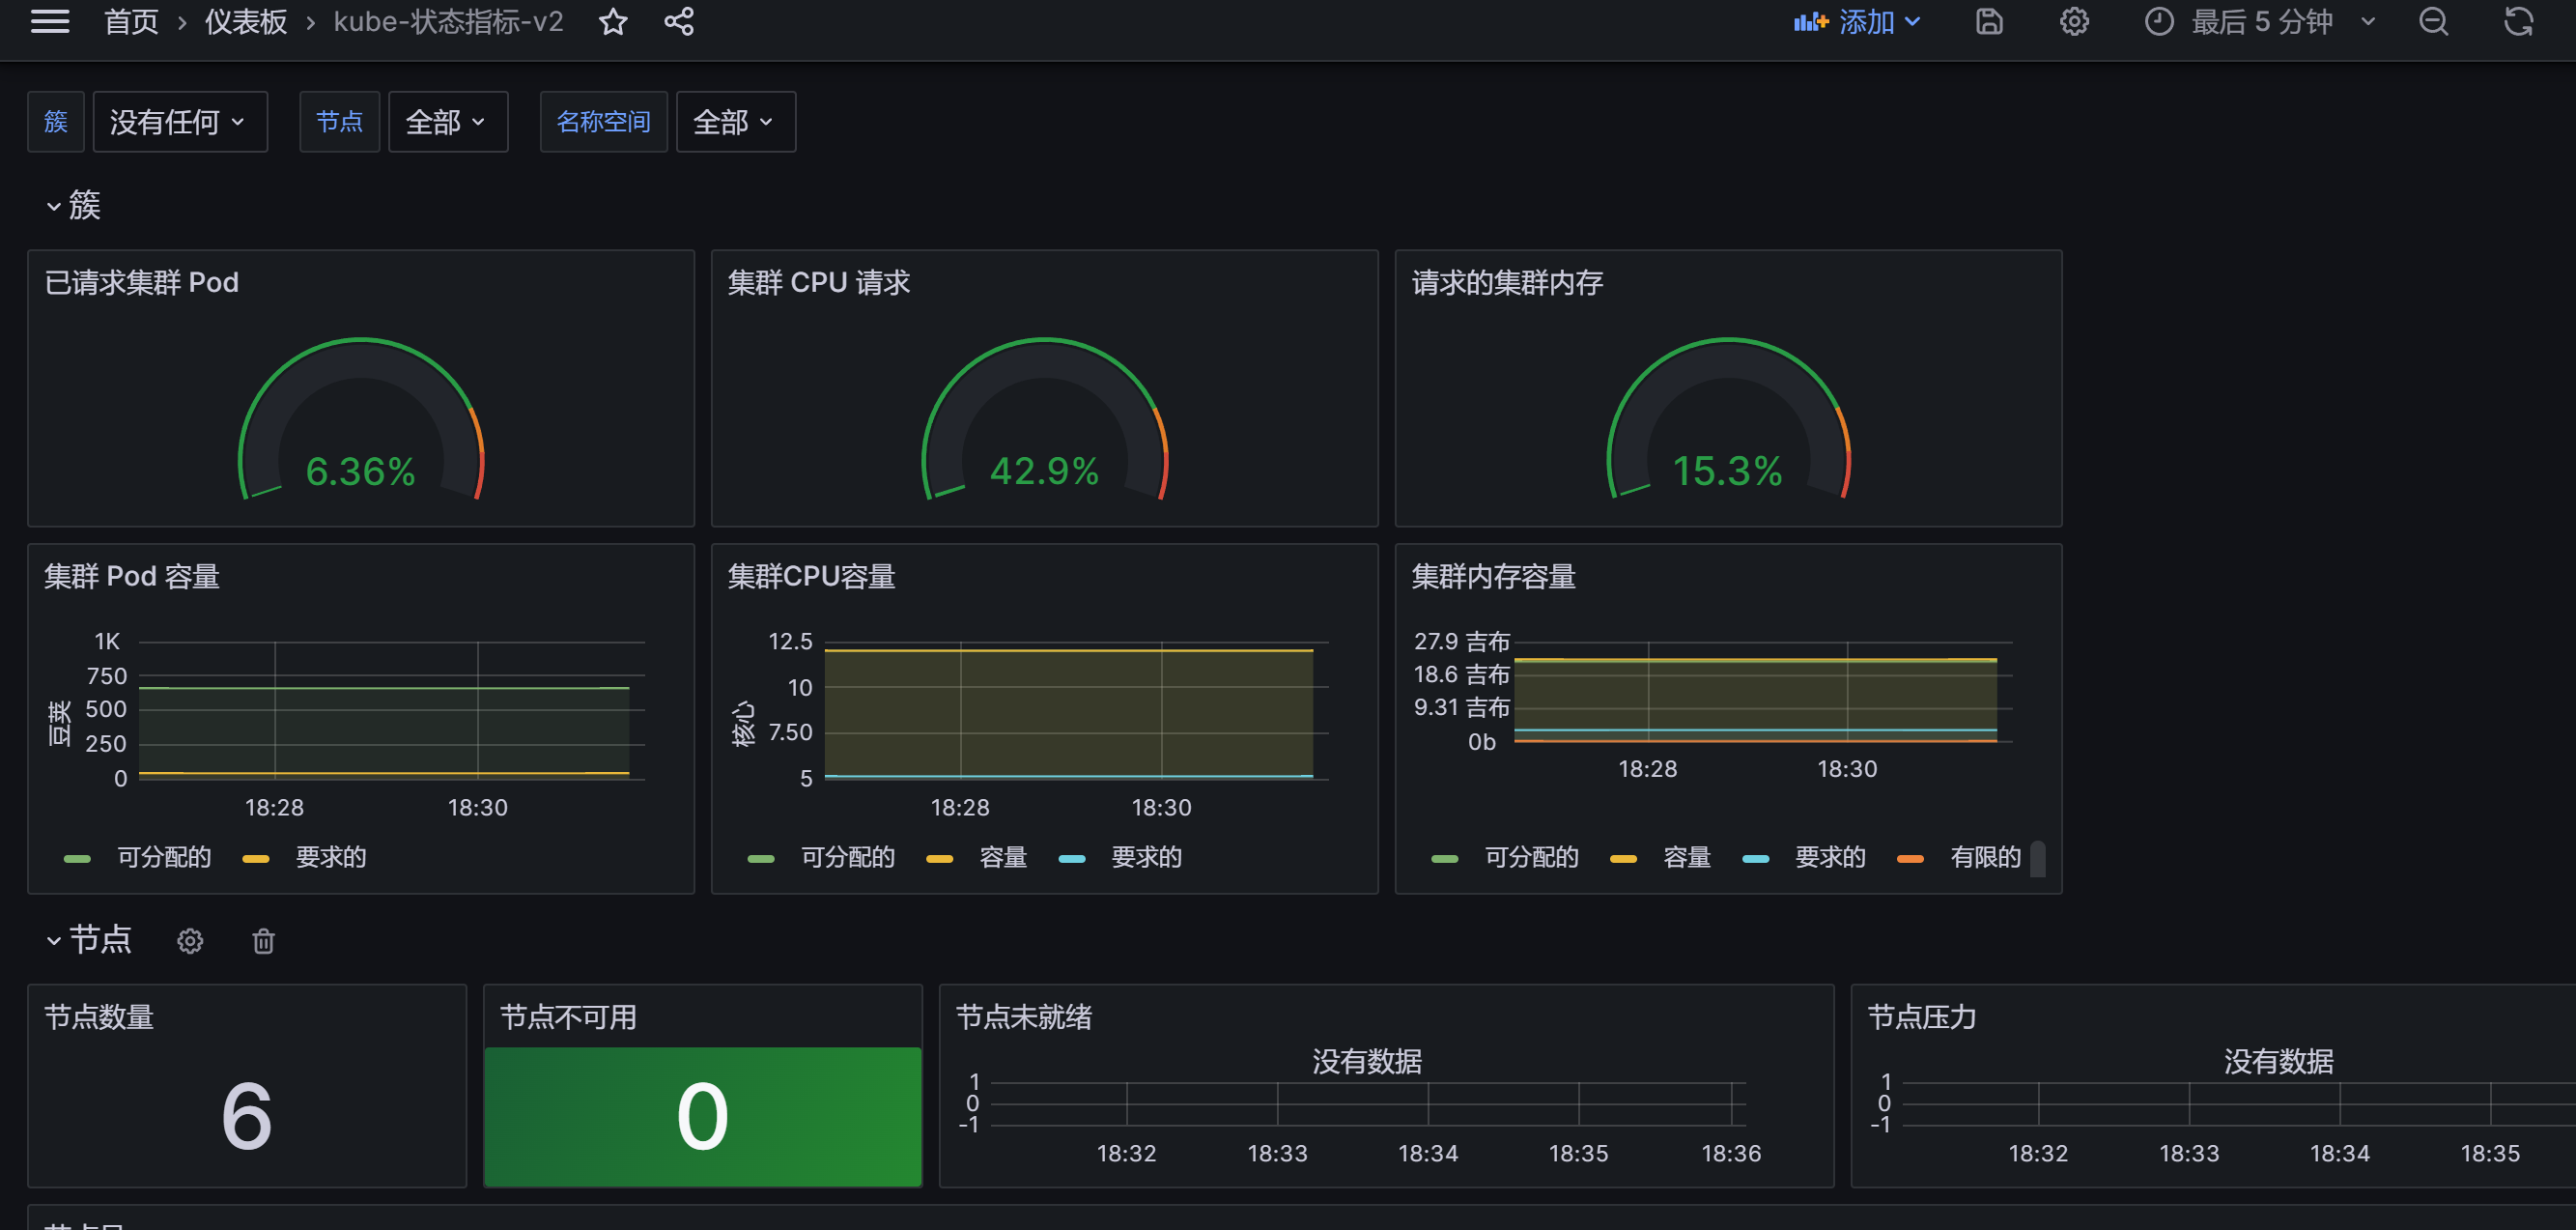 首页 › 仪表板 › kube-状态指标-v2
添加
最后 5 分钟
簇 没有任何 节点 全部 名称空间 全部
簇
已请求集群 Pod
6.36%
集群 CPU 请求
42.9%
请求的集群内存
15.3%
集群 Pod 容量
豆荚
1K
750
500
250
0
18:28 18:30
可分配的 要求的
集群CPU容量
核心
12.5
10
7.50
5
18:28 18:30
可分配的 容量 要求的
集群内存容量
27.9 吉布
18.6 吉布
9.31 吉布
0b
18:28 18:30
可分配的 容量 要求的 有限的
节点
节点数量
6
节点不可用
0
节点未就绪
没有数据
1
0
-1
18:32 18:33 18:34 18:35 18:36
节点压力
没有数据
1
0
-1
18:32 18:33 18:34 18:35